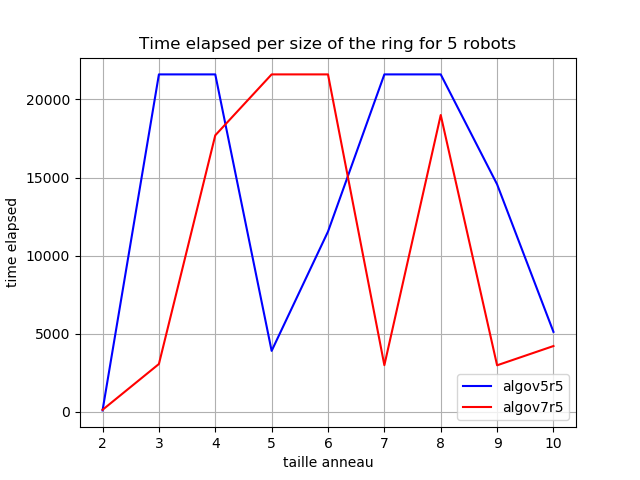 Time elapsed per size of the ring for 5 robots
time elapsed
20000
15000
10000
5000
0
2 3 4 5 6 7 8 9 10
taille anneau
algov5r5
algov7r5